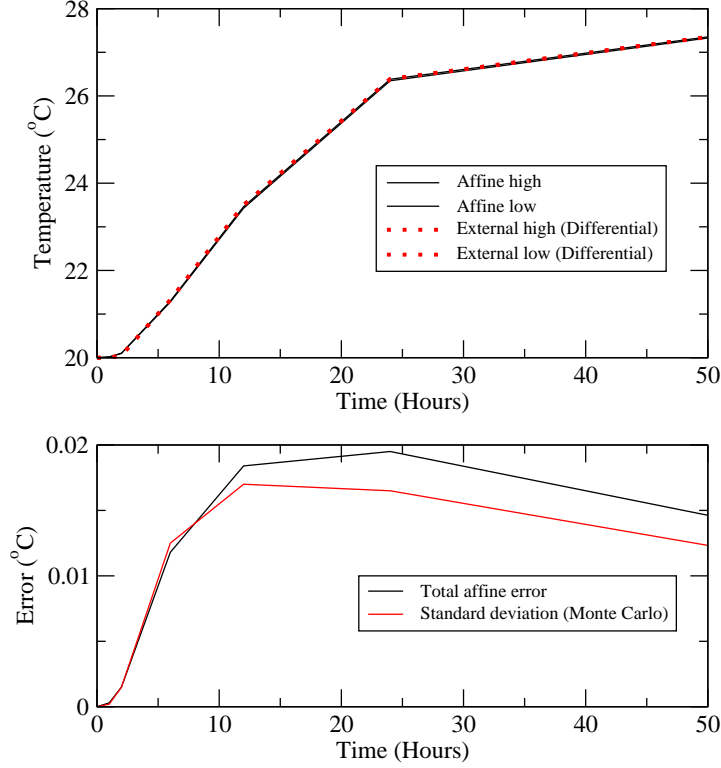 28
26
24
22
20
Temperature (°C)
Affine high
Affine low
External high (Differential)
External low (Differential)
0
10
20
30
40
50
Time (Hours)
0.02
0.01
0
Error (°C)
Total affine error
Standard deviation (Monte Carlo)
0
10
20
30
40
50
Time (Hours)